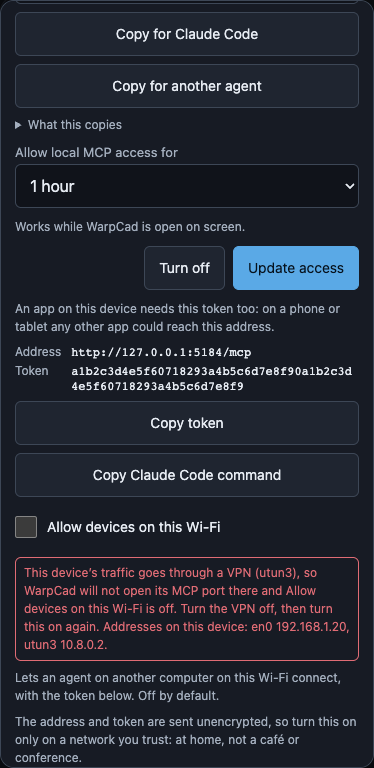 Copy for Claude Code
Copy for another agent
▸ What this copies
Allow local MCP access for
1 hour
Works while WarpCad is open on screen.
Turn off
Update access
An app on this device needs this token too: on a phone or
tablet any other app could reach this address.
Address http://127.0.0.1:5184/mcp
Token a1b2c3d4e5f60718293a4b5c6d7e8f90a1b2c3d
4e5f60718293a4b5c6d7e8f9
Copy token
Copy Claude Code command
Allow devices on this Wi-Fi
This device's traffic goes through a VPN (utun3), so
WarpCad will not open its MCP port there and Allow
devices on this Wi-Fi is off. Turn the VPN off, then turn
this on again. Addresses on this device: en0 192.168.1.20,
utun3 10.8.0.2.
Lets an agent on another computer on this Wi-Fi connect,
with the token below. Off by default.
The address and token are sent unencrypted, so turn this on
only on a network you trust: at home, not a café or
conference.